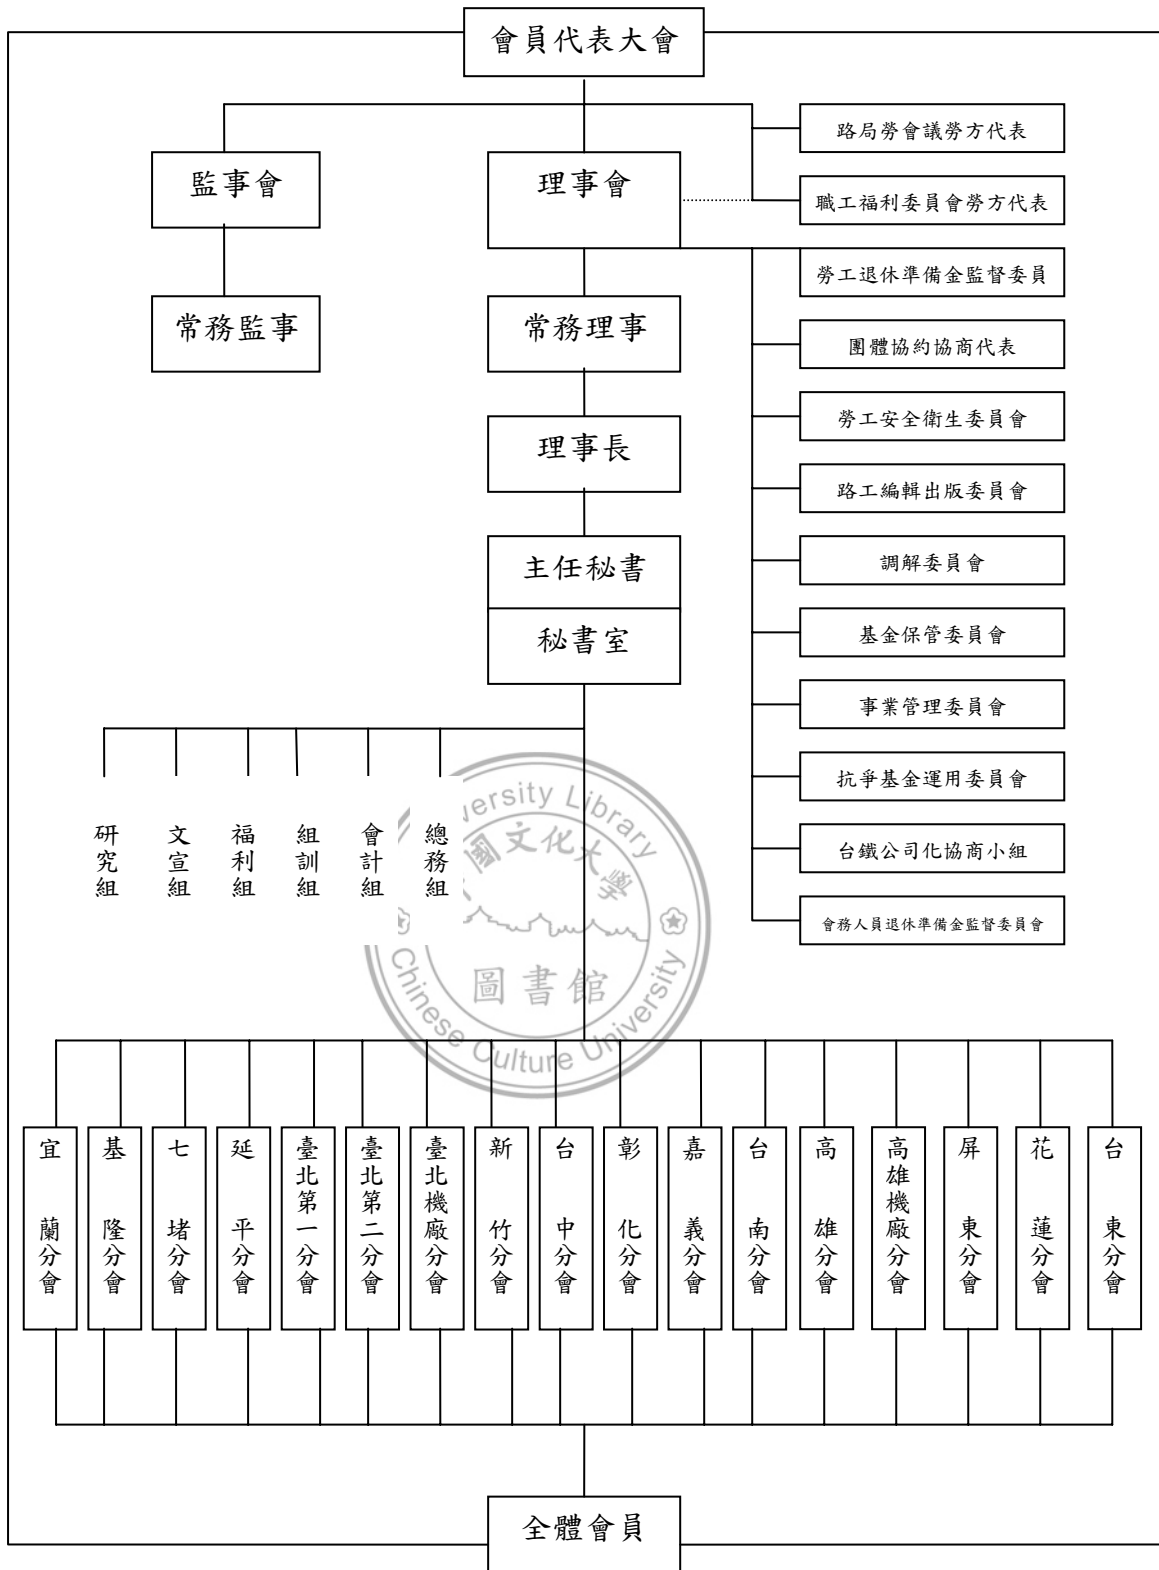 會員代表大會
監事會
常務監事
理事會
常務理事
理事長
主任秘書
秘書室
路局勞會議勞方代表
職工福利委員會勞方代表
勞工退休準備金監督委員
團體協約協商代表
勞工安全衛生委員會
路工編輯出版委員會
調解委員會
基金保管委員會
事業管理委員會
抗爭基金運用委員會
台鐵公司化協商小組
會務人員退休準備金監督委員會
研究組
文宣組
福利組
組訓組
會計組
總務組
ersity Library
國文化大學
圖書館
Chinese Culture University
宜蘭分會
基隆分會
七堵分會
延平分會
臺北第一分會
臺北第二分會
臺北機廠分會
新竹分會
台中分會
彰化分會
嘉義分會
台南分會
高雄分會
高雄機廠分會
屏東分會
花蓮分會
台東分會
全體會員